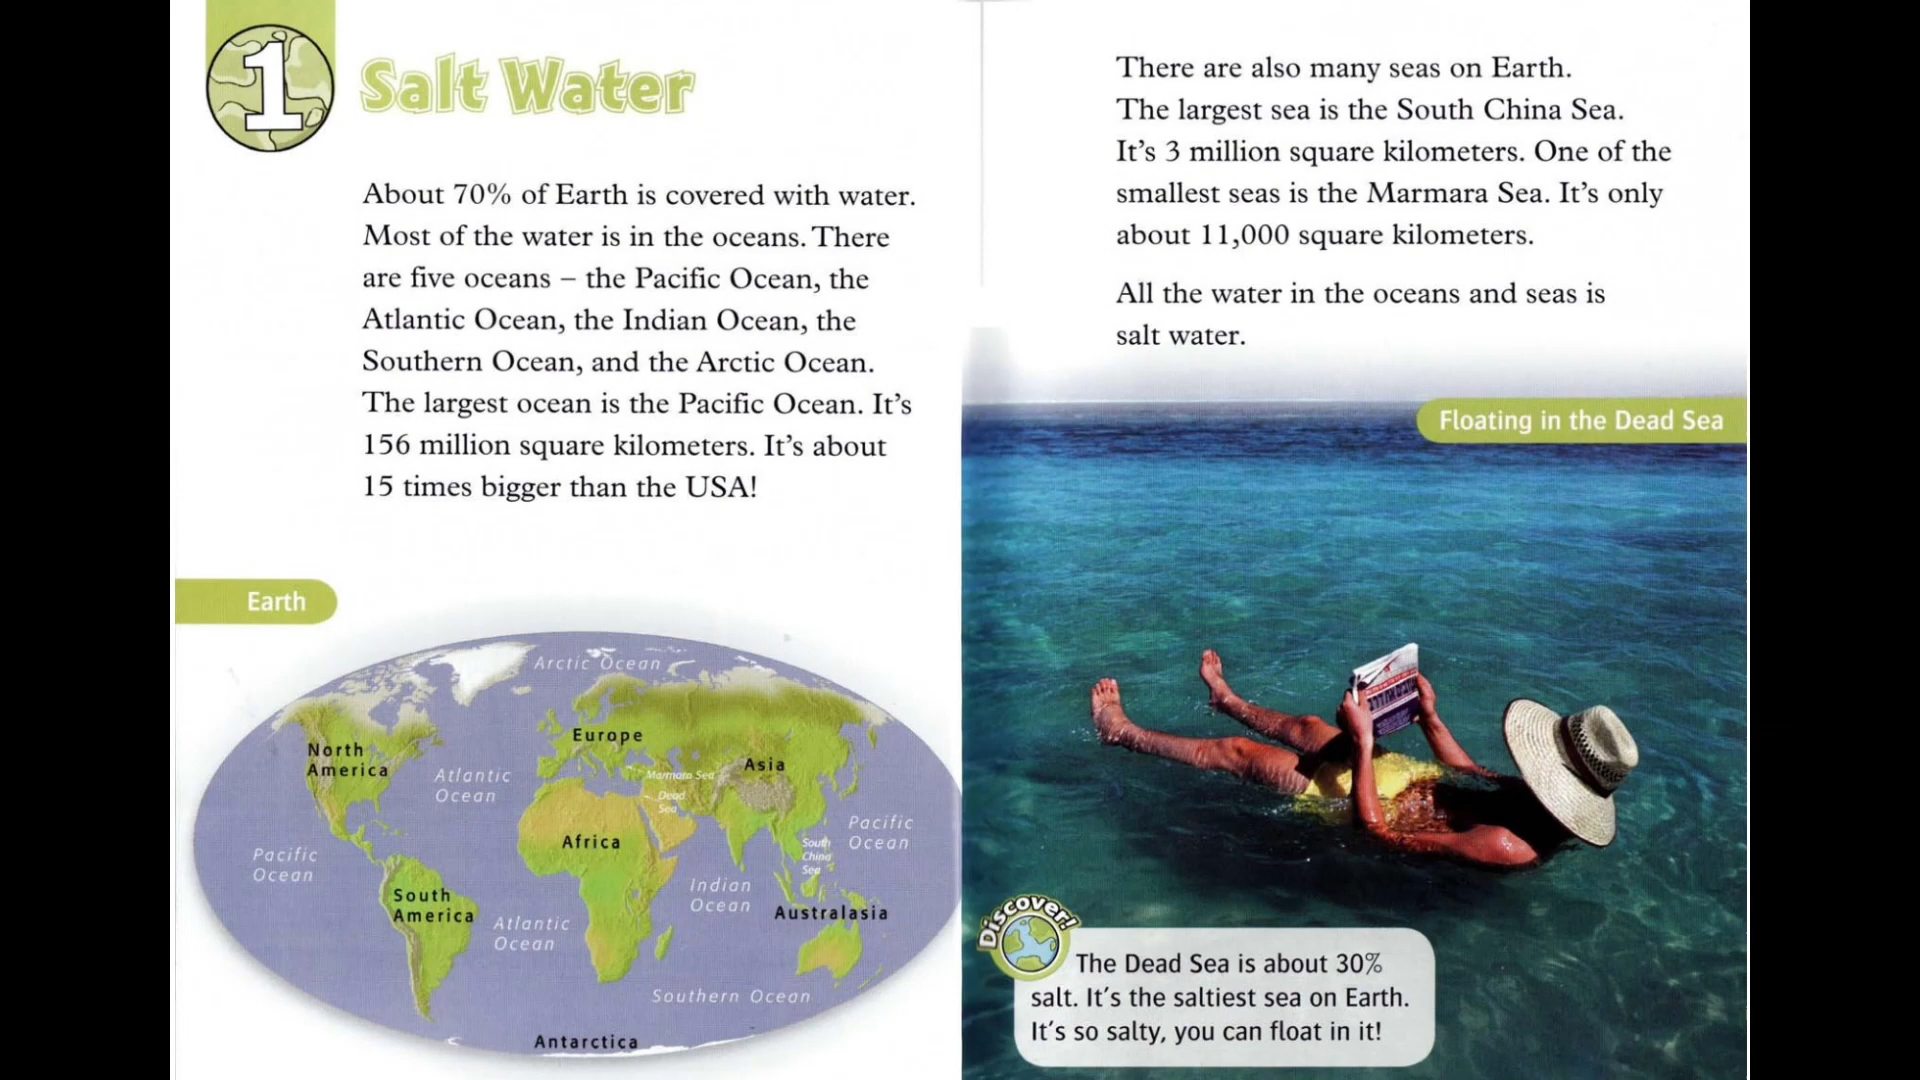 1
Salt Water
About 70% of Earth is covered with water.
Most of the water is in the oceans. There
are five oceans – the Pacific Ocean, the
Atlantic Ocean, the Indian Ocean, the
Southern Ocean, and the Arctic Ocean.
The largest ocean is the Pacific Ocean. It's
156 million square kilometers. It's about
15 times bigger than the USA!
Earth
Arctic Ocean
North
America
Atlantic
Ocean
Europe
Marmara Sea
Asia
Dead
Sea
Pacific
Ocean
Africa
South
China
Sea
Pacific
Ocean
South
America
Atlantic
Ocean
Indian
Ocean
Australasia
Southern Ocean
Antarctica
There are also many seas on Earth.
The largest sea is the South China Sea.
It's 3 million square kilometers. One of the
smallest seas is the Marmara Sea. It's only
about 11,000 square kilometers.
All the water in the oceans and seas is
salt water.
Floating in the Dead Sea
Discover!
The Dead Sea is about 30%
salt. It's the saltiest sea on Earth.
It's so salty, you can float in it!